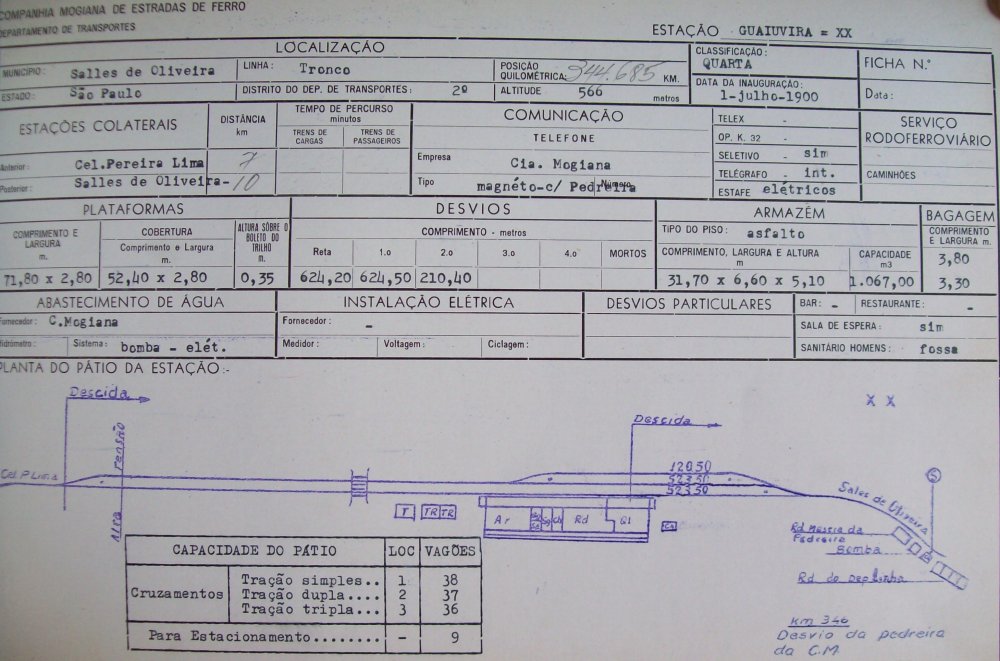 COMPANHIA MOGIANA DE ESTRADAS DE FERRO
DEPARTAMENTO DE TRANSPORTES
ESTAÇÃO GUAIUVIRA = XX
LOCALIZAÇÃO
CLASSIFICAÇÃO:
QUARTA
FICHA N.º
MUNICÍPIO: Salles de Oliveira
LINHA: Tronco
POSIÇÃO QUILOMÉTRICA: 344.685 KM.
ESTADO: São Paulo
DISTRITO DO DEP. DE TRANSPORTES: 2º
ALTITUDE 566 metros
DATA DA INAUGURAÇÃO:
1-julho-1900
Data:
ESTAÇÕES COLATERAIS
DISTÂNCIA
km
TEMPO DE PERCURSO
minutos
TRENS DE CARGAS
TRENS DE PASSAGEIROS
COMUNICAÇÃO
TELEFONE
TELEX -
OP. K. 32 -
SELETIVO - sim
TELÉGRAFO - int.
ESTAFE elétricos
SERVIÇO
RODOFERROVIÁRIO
CAMINHÕES
Anterior: Cel.Pereira Lima 7
Posterior: Salles de Oliveira-10
Empresa Cia. Mogiana
Tipo magnéto-c/ Pedreira Número
PLATAFORMAS
DESVIOS
ARMAZÉM
BAGAGEM
COMPRIMENTO E LARGURA
m.
COBERTURA
Comprimento e Largura
m.
ALTURA SÔBRE O BOLETO DO TRILHO
m.
COMPRIMENTO - metros
Reta 1.o 2.o 3.o 4.o MORTOS
TIPO DO PISO: asfalto
COMPRIMENTO, LARGURA E ALTURA
m
CAPACIDADE
m3
COMPRIMENTO E LARGURA m.
3,80
3,30
71,80 x 2,80 52,40 x 2,80 0,35 624,20 624,50 210,40 31,70 x 6,60 x 5,10 1.067,00
ABASTECIMENTO DE ÁGUA
INSTALAÇÃO ELÉTRICA
DESVIOS PARTICULARES
BAR: - RESTAURANTE: -
Fornecedor: C.Mogiana
Fornecedor: -
SALA DE ESPERA: sim
Hidrômetro: Sistema: bomba - elét.
Medidor: Voltagem: Ciclagem:
SANITÁRIO HOMENS: fossa
PLANTA DO PÁTIO DA ESTAÇÃO:-
X X
Descida
Descida
Cel. P Lima
Alta tensão
12050
52350
52350
S
Sales de Oliveira
T TR TR
Ar Rd
Rd Mestre da
Pedreira
Bomba
Rd do
Km 346
Desvio da pedreira
da C.M
CAPACIDADE DO PÁTIO LOC VAGÕES
Cruzamentos
Tração simples.. 1 38
Tração dupla.... 2 37
Tração tripla... 3 36
Para Estacionamento........ - 9